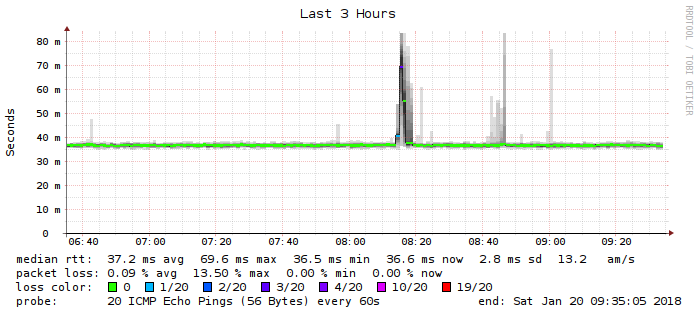 Last 3 Hours
RRDTOOL / TOBI OETIKER
Seconds
80 m
70 m
60 m
50 m
40 m
30 m
20 m
10 m
0
06:40 07:00 07:20 07:40 08:00 08:20 08:40 09:00 09:20
median rtt: 37.2 ms avg 69.6 ms max 36.5 ms min 36.6 ms now 2.8 ms sd 13.2 am/s
packet loss: 0.09 % avg 13.50 % max 0.00 % min 0.00 % now
loss color: 0 1/20 2/20 3/20 4/20 10/20 19/20
probe: 20 ICMP Echo Pings (56 Bytes) every 60s end: Sat Jan 20 09:35:05 2018